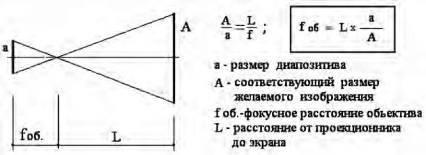 a
A
fоб.
L
A/a = L/f ;
f об = L x a/A
a - размер диапозитива
A - соответствующий размер
желаемого изображения
f об.-фокусное расстояние объектива
L - расстояние от проекционника
до экрана